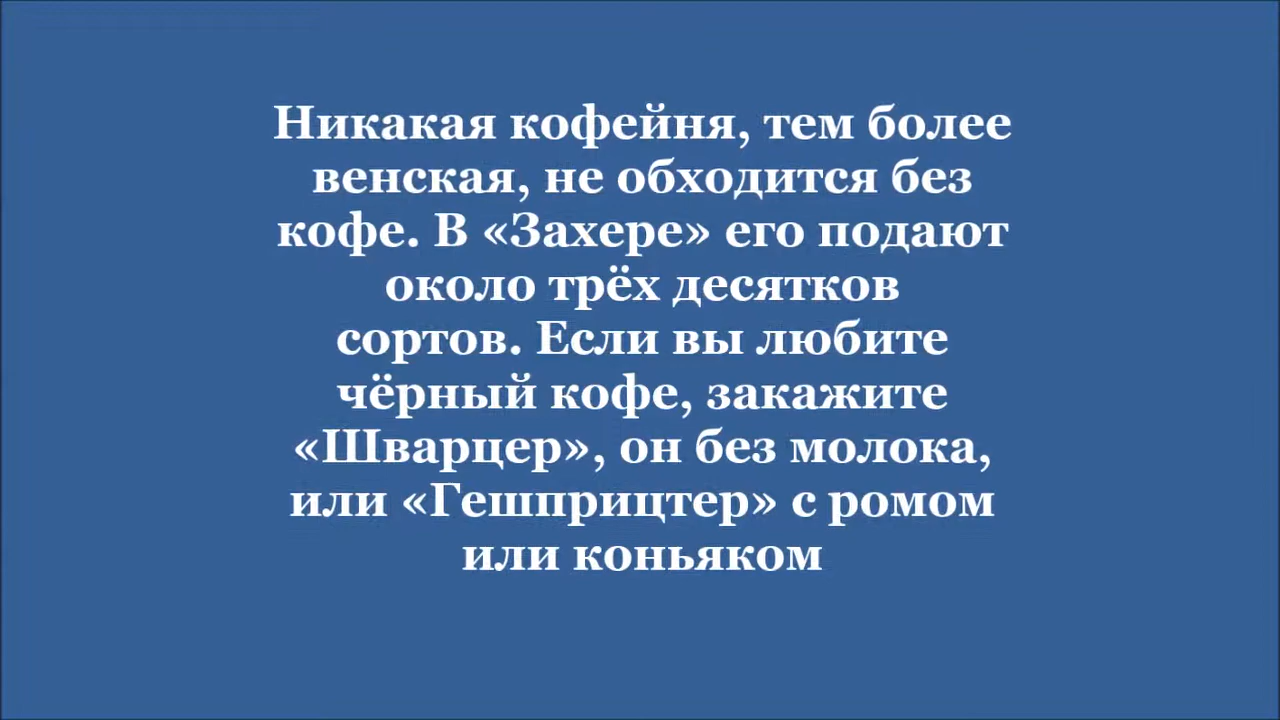 Никакая кофейня, тем более
венская, не обходится без
кофе. В «Захере» его подают
около трёх десятков
сортов. Если вы любите
чёрный кофе, закажите
«Шварцер», он без молока,
или «Гешприцтер» с ромом
или коньяком